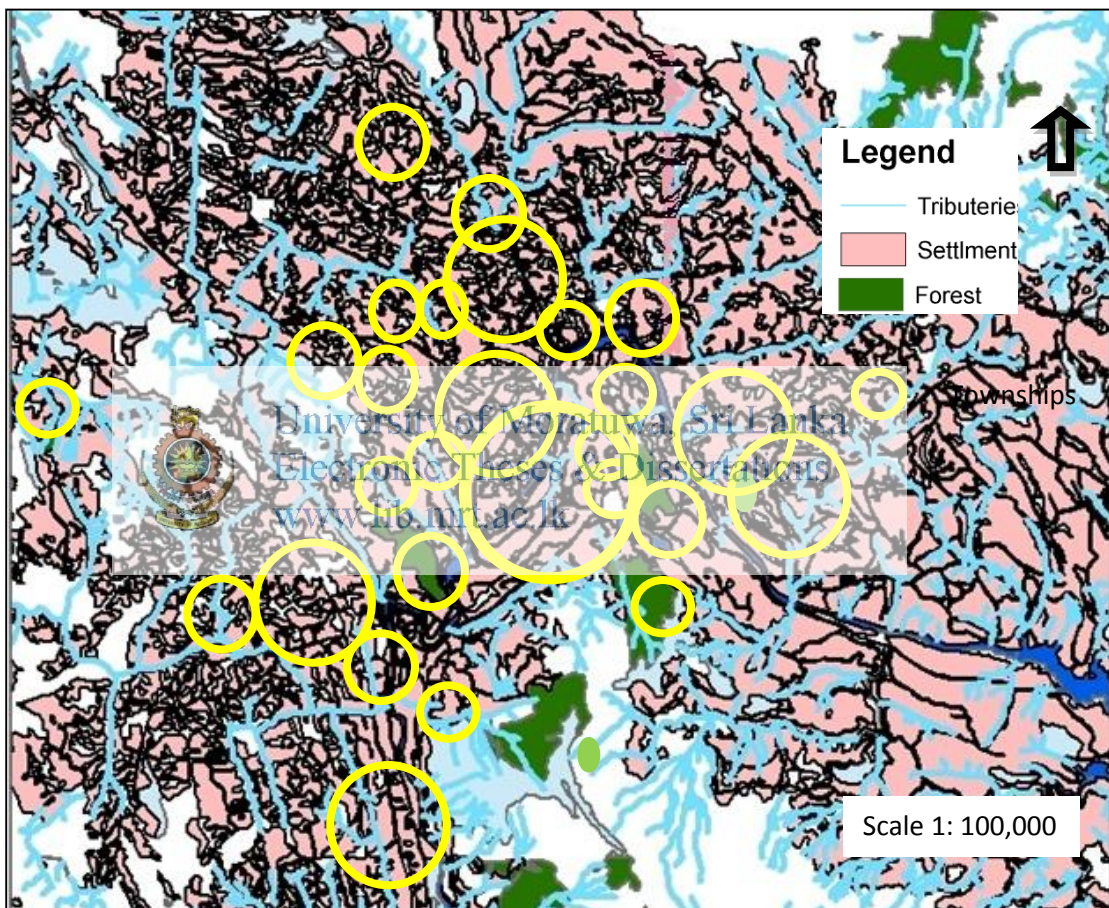 Legend
Tributeries
Settlment
Forest
Townships
University of Moratuwa, Sri Lanka
Electronic Theses & Dissertations
www.lib.mrt.ac.lk
Scale 1: 100,000